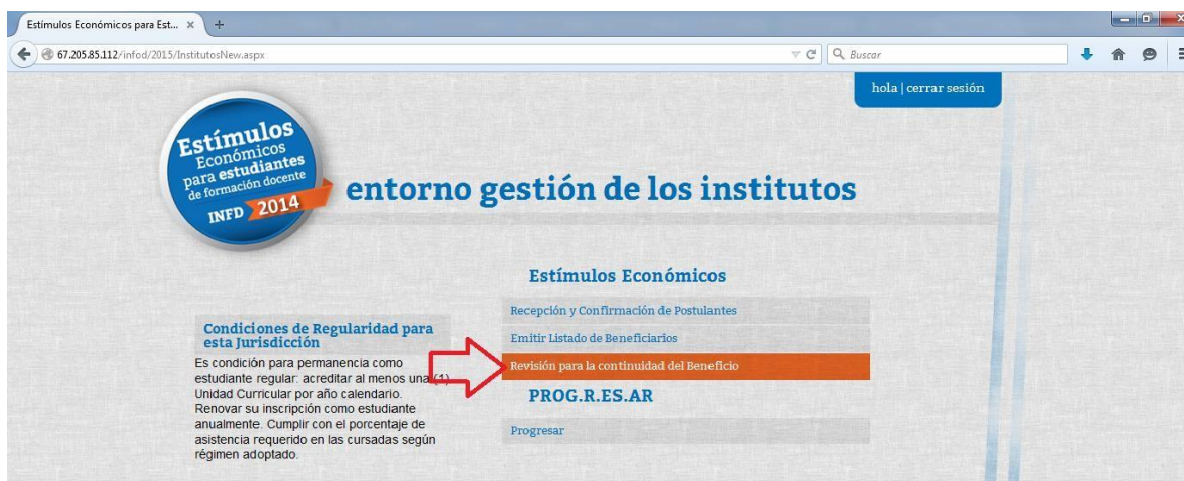 Estímulos Económicos para Est...
67.205.85.112/infod/2015/InstitutosNew.aspx
Buscar
hola | cerrar sesión
Estímulos
Económicos
para estudiantes
de formación docente
INFD 2014
entorno gestión de los institutos
Estímulos Económicos
Recepción y Confirmación de Postulantes
Emitir Listado de Beneficiarios
Revisión para la continuidad del Beneficio
PROG.R.ES.AR
Progresar
Condiciones de Regularidad para
esta Jurisdicción
Es condición para permanencia como
estudiante regular: acreditar al menos una (1)
Unidad Curricular por año calendario.
Renovar su inscripción como estudiante
anualmente. Cumplir con el porcentaje de
asistencia requerido en las cursadas según
régimen adoptado.